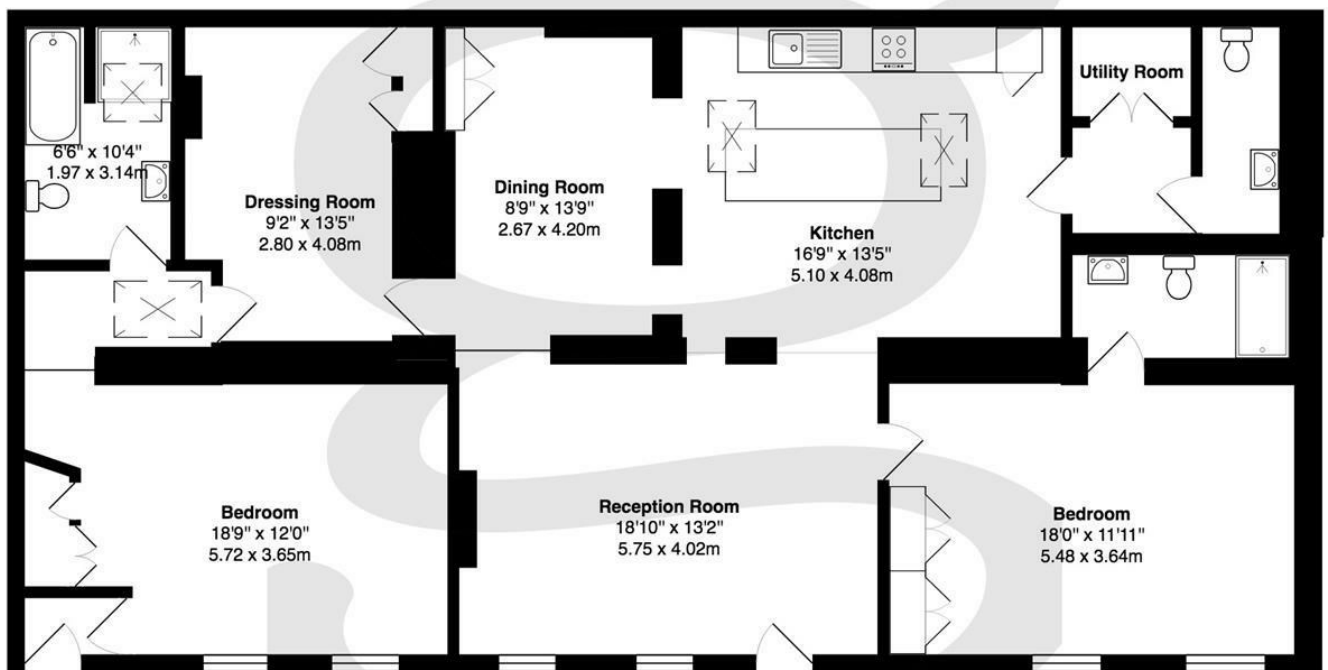 6'6" x 10'4"
1.97 x 3.14m
Dressing Room
9'2" x 13'5"
2.80 x 4.08m
Dining Room
8'9" x 13'9"
2.67 x 4.20m
Kitchen
16'9" x 13'5"
5.10 x 4.08m
Utility Room
Bedroom
18'9" x 12'0"
5.72 x 3.65m
Reception Room
18'10" x 13'2"
5.75 x 4.02m
Bedroom
18'0" x 11'11"
5.48 x 3.64m